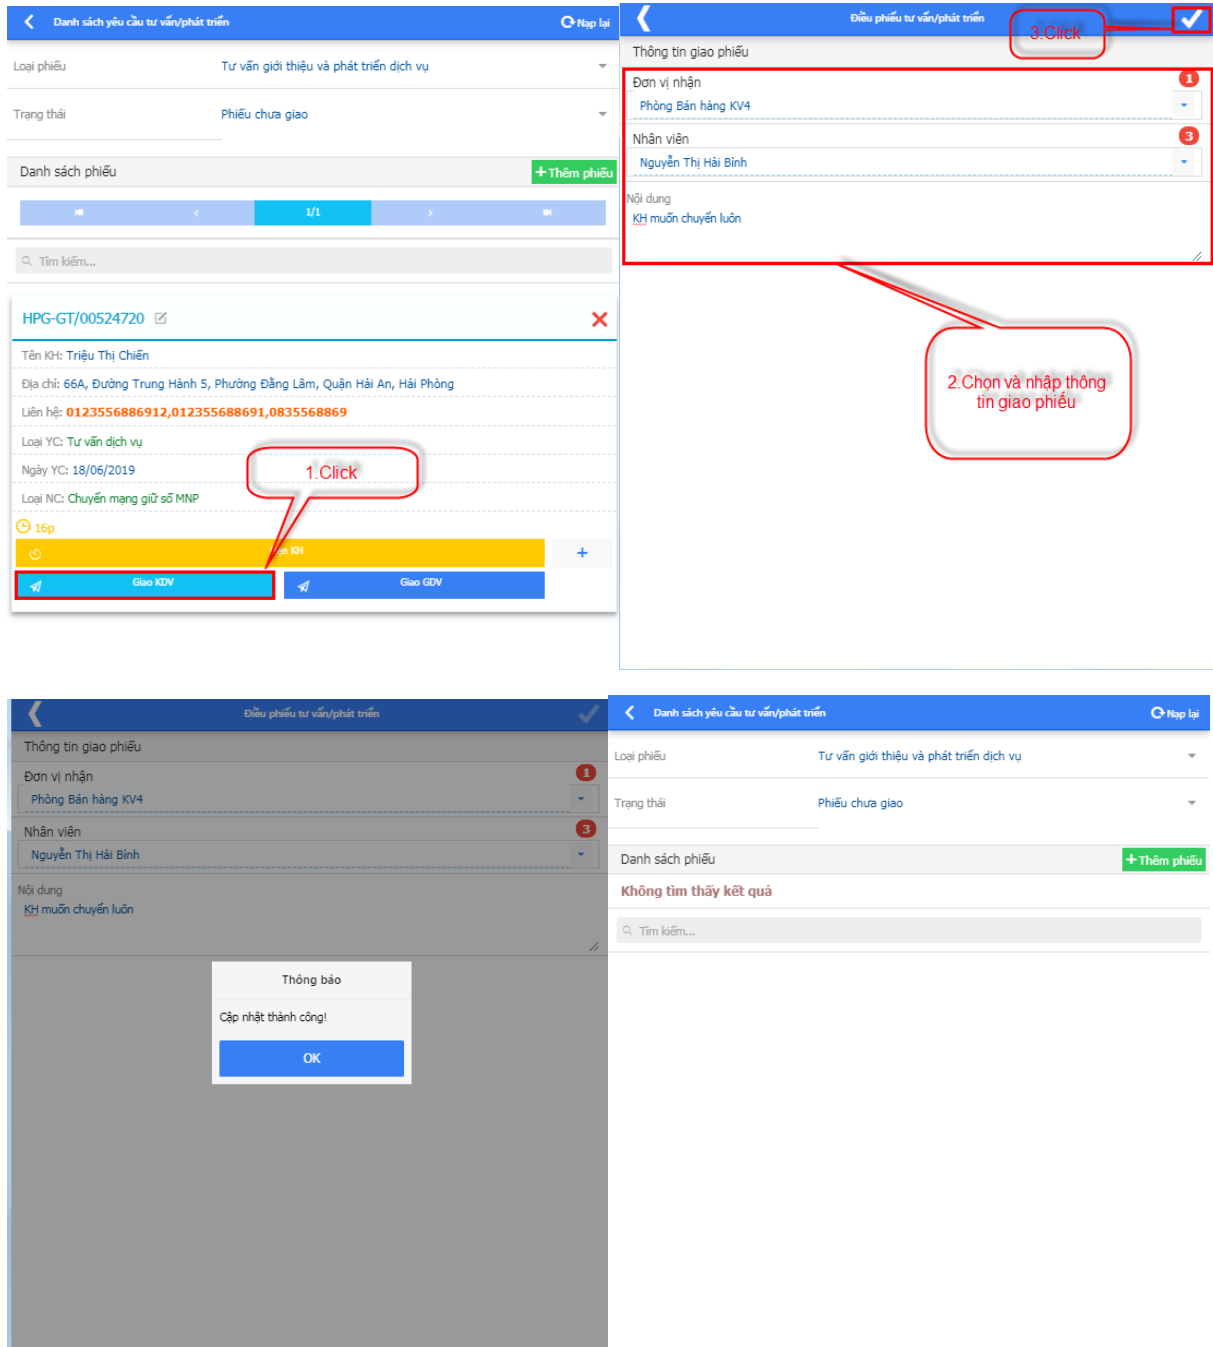 Danh sách yêu cầu tư vấn/phát triển
Nạp lại
Loại phiếu
Tư vấn giới thiệu và phát triển dịch vụ
Trạng thái
Phiếu chưa giao
Danh sách phiếu
+Thêm phiếu
1/1
Tìm kiếm...
HPG-GT/00524720
Tên KH: Triệu Thị Chiến
Địa chỉ: 66A, Đường Trung Hành 5, Phường Đằng Lâm, Quận Hải An, Hải Phòng
Liên hệ: 0123556886912,012355688691,0835568869
Loại YC: Tư vấn dịch vụ
Ngày YC: 18/06/2019
Loại NC: Chuyển mạng giữ số MNP
1.Click
16p
KH
+
Giao KDV
Giao GDV
Điều phiếu tư vấn/phát triển
3.Click
Thông tin giao phiếu
Đơn vị nhận
1
Phòng Bán hàng KV4
Nhân viên
3
Nguyễn Thị Hải Bình
Nội dung
KH muốn chuyển luôn
2.Chọn và nhập thông
tin giao phiếu
Điều phiếu tư vấn/phát triển
Thông tin giao phiếu
Đơn vị nhận
1
Phòng Bán hàng KV4
Nhân viên
3
Nguyễn Thị Hải Bình
Nội dung
KH muốn chuyển luôn
Thông báo
Cập nhật thành công!
OK
Danh sách yêu cầu tư vấn/phát triển
Nạp lại
Loại phiếu
Tư vấn giới thiệu và phát triển dịch vụ
Trạng thái
Phiếu chưa giao
Danh sách phiếu
+Thêm phiếu
Không tìm thấy kết quả
Tìm kiếm...